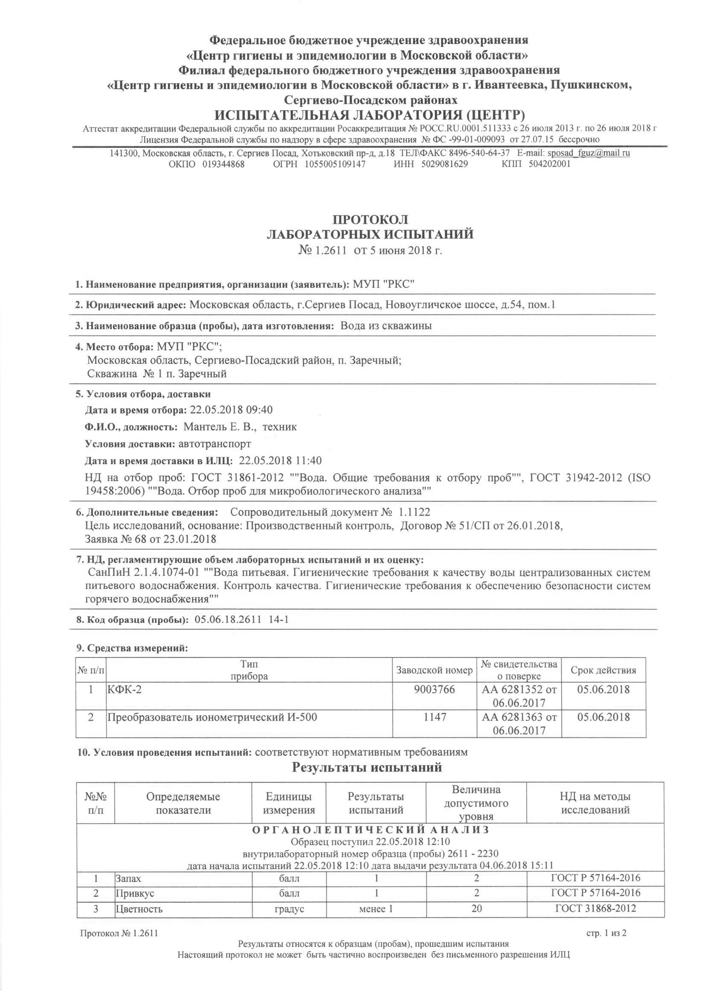 Федеральное бюджетное учреждение здравоохранения
«Центр гигиены и эпидемиологии в Московской области»
Филиал федерального бюджетного учреждения здравоохранения
«Центр гигиены и эпидемиологии в Московской области» в г. Ивантеевка, Пушкинском,
Сергиево-Посадском районах
ИСПЫТАТЕЛЬНАЯ ЛАБОРАТОРИЯ (ЦЕНТР)
Аттестат аккредитации Федеральной службы по аккредитации Росаккредитация № РОСС.RU.0001.511333 с 26 июля 2013 г. по 26 июля 2018 г
Лицензия Федеральной службы по надзору в сфере здравоохранения № ФС -99-01-009093 от 27.07.15 бессрочно
141300, Московская область, г. Сергиев Посад, Хотьковский пр-д, д.18 ТЕЛ\ФАКС 8496-540-64-37 E-mail: sposad_fguz@mail ru
ОКПО 019344868 ОГРН 1055005109147 ИНН 5029081629 КПП 504202001
ПРОТОКОЛ
ЛАБОРАТОРНЫХ ИСПЫТАНИЙ
№ 1.2611 от 5 июня 2018 г.
1. Наименование предприятия, организации (заявитель): МУП "РКС"
2. Юридический адрес: Московская область, г.Сергиев Посад, Новоугличское шоссе, д.54, пом.1
3. Наименование образца (пробы), дата изготовления: Вода из скважины
4. Место отбора: МУП "РКС";
Московская область, Сергиево-Посадский район, п. Заречный;
Скважина № 1 п. Заречный
5. Условия отбора, доставки
Дата и время отбора: 22.05.2018 09:40
Ф.И.О., должность: Мантель Е. В., техник
Условия доставки: автотранспорт
Дата и время доставки в ИЛЦ: 22.05.2018 11:40
НД на отбор проб: ГОСТ 31861-2012 ""Вода. Общие требования к отбору проб"", ГОСТ 31942-2012 (ISO
19458:2006) ""Вода. Отбор проб для микробиологического анализа""
6. Дополнительные сведения: Сопроводительный документ № 1.1122
Цель исследований, основание: Производственный контроль, Договор № 51/СП от 26.01.2018,
Заявка № 68 от 23.01.2018
7. НД, регламентирующие объем лабораторных испытаний и их оценку:
СанПиН 2.1.4.1074-01 ""Вода питьевая. Гигиенические требования к качеству воды централизованных систем
питьевого водоснабжения. Контроль качества. Гигиенические требования к обеспечению безопасности систем
горячего водоснабжения""
8. Код образца (пробы): 05.06.18.2611 14-1
9. Средства измерений:
№ п/п Тип прибора Заводской номер № свидетельства о поверке Срок действия
1 КФК-2 9003766 АА 6281352 от 06.06.2017 05.06.2018
2 Преобразователь ионометрический И-500 1147 АА 6281363 от 06.06.2017 05.06.2018
10. Условия проведения испытаний: соответствуют нормативным требованиям
Результаты испытаний
№№ п/п Определяемые показатели Единицы измерения Результаты испытаний Величина допустимого уровня НД на методы исследований
ОРГАНОЛЕПТИЧЕСКИЙ АНАЛИЗ
Образец поступил 22.05.2018 12:10
внутрилабораторный номер образца (пробы) 2611 - 2230
дата начала испытаний 22.05.2018 12:10 дата выдачи результата 04.06.2018 15:11
1 Запах балл 1 2 ГОСТ Р 57164-2016
2 Привкус балл 1 2 ГОСТ Р 57164-2016
3 Цветность градус менее 1 20 ГОСТ 31868-2012
Протокол № 1.2611 стр. 1 из 2
Результаты относятся к образцам (пробам), прошедшим испытания
Настоящий протокол не может быть частично воспроизведен без письменного разрешения ИЛЦ